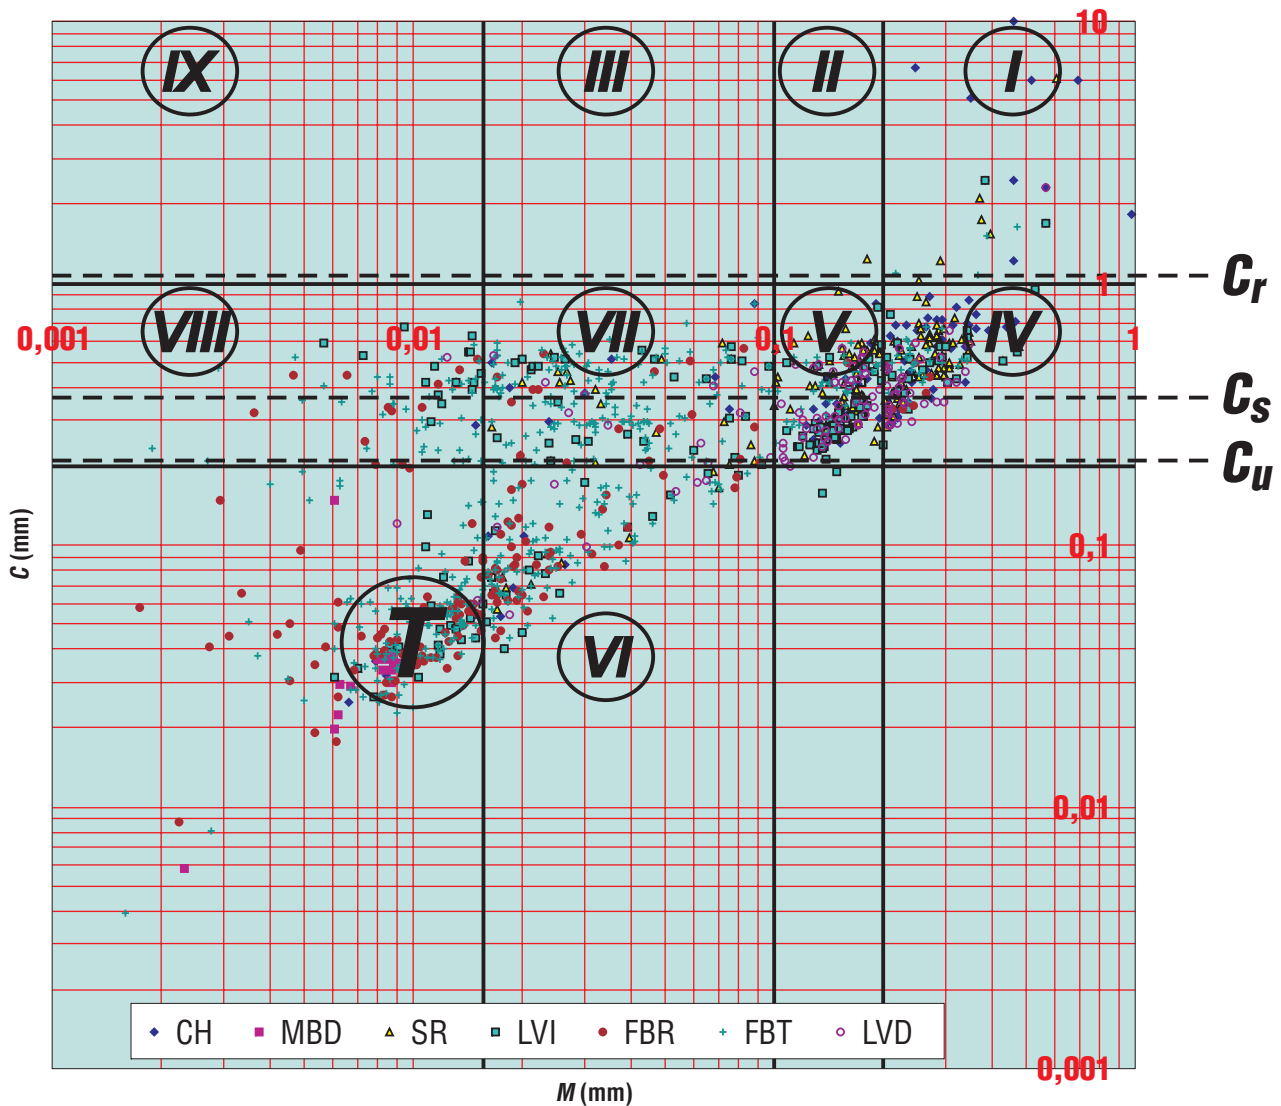 10
IX III II I
Cr
1
VIII VII V IV
0,001 0,01 0,1 1
Cs
Cu
C (mm)
0,1
T VI
0,01
CH MBD SR LVI FBR FBT LVD
0,001
M (mm)